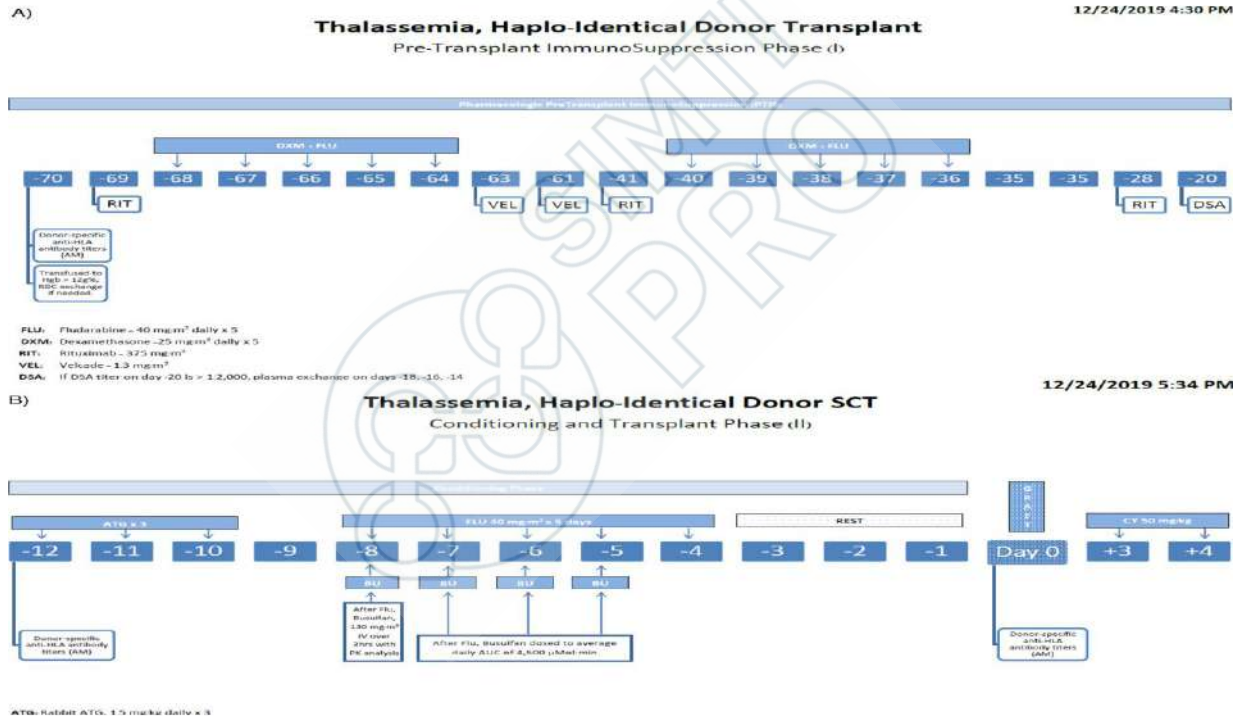 A)
12/24/2019 4:30 PM
Thalassemia, Haplo-Identical Donor Transplant
Pre-Transplant ImmunoSuppression Phase (I)
Pharmacologic PreTransplant ImmunoSuppression (PTIS)
DXM - FLU DXM - FLU
-70 -69 -68 -67 -66 -65 -64 -63 -61 -41 -40 -39 -38 -37 -36 -35 -35 -28 -20
RIT VEL VEL RIT RIT DSA
Donor-specific
anti-HLA
antibody titers
(AM)
Transfused to
Hgb > 12g%,
RBC exchange
if needed.
FLU: Fludarabine - 40 mg·m² daily x 5
DXM: Dexamethasone -25 mg·m² daily x 5
RIT: Rituximab - 375 mg·m²
VEL: Velcade - 1.3 mg·m²
DSA: If DSA titer on day -20 is > 1:2,000, plasma exchange on days -18, -16, -14
12/24/2019 5:34 PM
B)
Thalassemia, Haplo-Identical Donor SCT
Conditioning and Transplant Phase (II)
Conditioning Phase
GRAFT
ATG x 3 FLU 40 mg·m² x 5 days REST CY 50 mg/kg
-12 -11 -10 -9 -8 -7 -6 -5 -4 -3 -2 -1 Day 0 +3 +4
BU BU BU BU
Donor-specific
anti-HLA antibody
titers (AM)
After Flu,
Busulfan,
130 mg·m²
IV over
3hrs with
PK analysis
After Flu, Busulfan dosed to average
daily AUC of 4,500 µMol·min
Donor-specific
anti-HLA
antibody titers
(AM)
ATG: Rabbit ATG, 1.5 mg/kg daily x 3
SIMTI
PRO